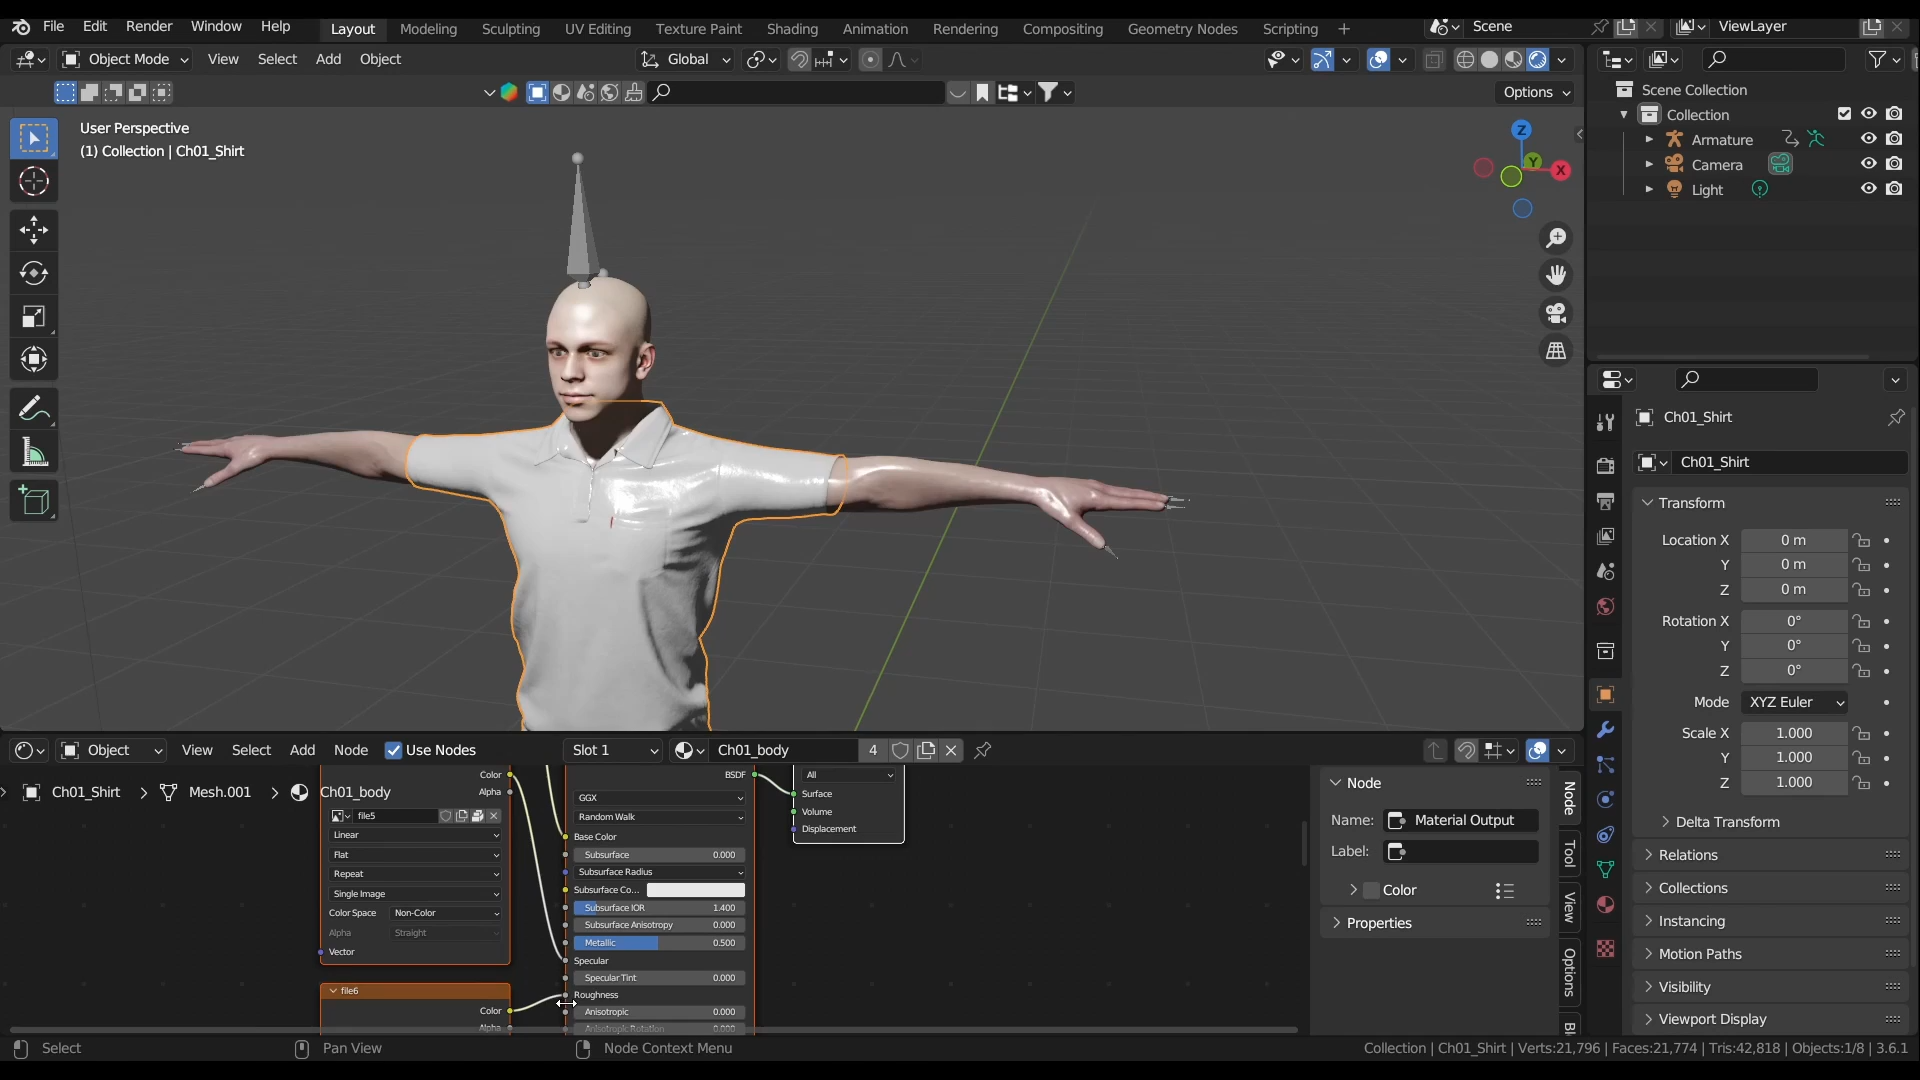 File Edit Render Window Help Layout Modeling Sculpting UV Editing Texture Paint Shading Animation Rendering Compositing Geometry Nodes Scripting + Scene ViewLayer
Object Mode View Select Add Object Global
Options
User Perspective
(1) Collection | Ch01_Shirt
Z
Y
X
Scene Collection
Collection
Armature
Camera
Light
Ch01_Shirt
Ch01_Shirt
Transform
Location X 0 m
Y 0 m
Z 0 m
Rotation X 0°
Y 0°
Z 0°
Mode XYZ Euler
Scale X 1.000
Y 1.000
Z 1.000
Delta Transform
Relations
Collections
Instancing
Motion Paths
Visibility
Viewport Display
Object View Select Add Node Use Nodes Slot 1 Ch01_body 4
Ch01_Shirt Mesh.001 Ch01_body
Color
Alpha
file5
Linear
Flat
Repeat
Single Image
Color Space Non-Color
Alpha Straight
Vector
file6
Color
Alpha
BSDF
GGX
Random Walk
Base Color
Subsurface 0.000
Subsurface Radius
Subsurface Co...
Subsurface IOR 1.400
Subsurface Anisotropy 0.000
Metallic 0.500
Specular
Specular Tint 0.000
Roughness
Anisotropic 0.000
Anisotropic Rotation 0.000
All
Surface
Volume
Displacement
Node
Name: Material Output
Label:
Color
Properties
Node
Tool
View
Options
Select Pan View Node Context Menu Collection | Ch01_Shirt | Verts:21,796 | Faces:21,774 | Tris:42,818 | Objects:1/8 | 3.6.1